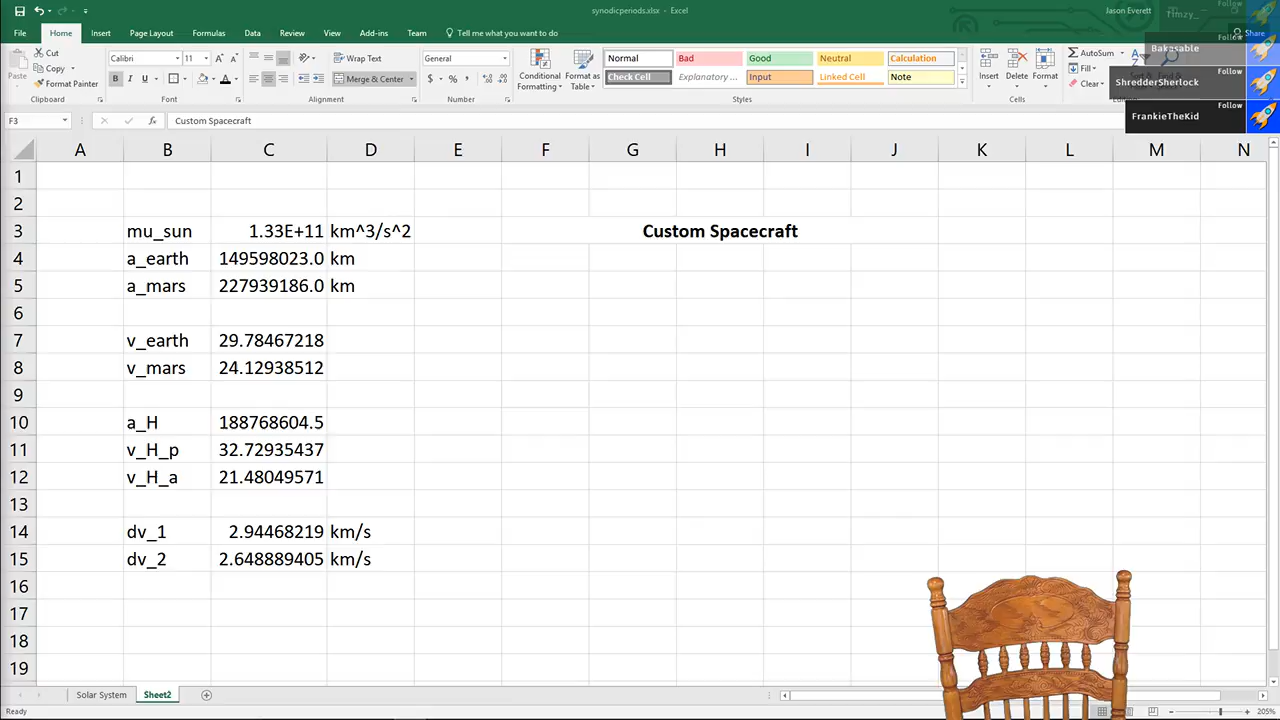 synodicperiods.xlsx - Excel
Jason Everett
Timzy_
Follow
File Home Insert Page Layout Formulas Data Review View Add-ins Team Tell me what you want to do
Share
Follow
Bakasable
Paste
Cut
Copy
Format Painter
Clipboard
Calibri 11
B I U
Font
Wrap Text
Merge & Center
Alignment
General
$ % ,
Number
Conditional Formatting
Format as Table
Normal Bad Good Neutral Calculation
Check Cell Explanatory ... Input Linked Cell Note
Styles
Insert Delete Format
Cells
AutoSum
Fill
Clear
Follow
ShredderSherlock
Follow
FrankieTheKid
F3 fx Custom Spacecraft
A B C D E F G H I J K L M N
1
2
3 mu_sun 1.33E+11 km^3/s^2 Custom Spacecraft
4 a_earth 149598023.0 km
5 a_mars 227939186.0 km
6
7 v_earth 29.78467218
8 v_mars 24.12938512
9
10 a_H 188768604.5
11 v_H_p 32.72935437
12 v_H_a 21.48049571
13
14 dv_1 2.94468219 km/s
15 dv_2 2.648889405 km/s
16
17
18
19
Solar System Sheet2
Ready
205%